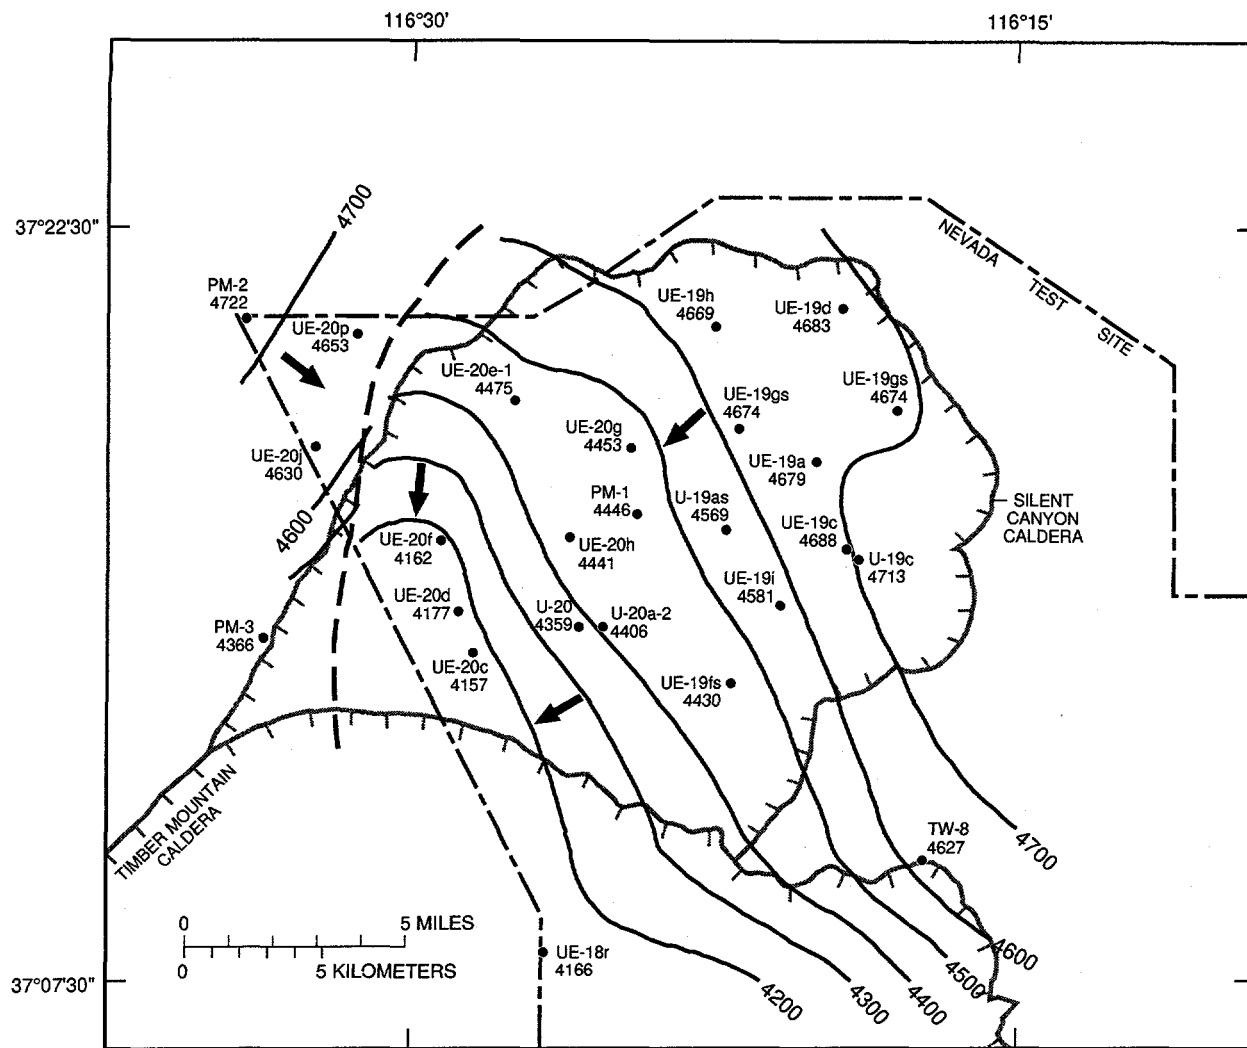 116°30'
116°15'
37°22'30"
4700
NEVADA
TEST
SITE
PM-2
4722
UE-20p
4653
UE-19h
4669
UE-19d
4683
UE-20e-1
4475
UE-19gs
4674
UE-19gs
4674
UE-20g
4453
UE-20j
4630
UE-19a
4679
PM-1
4446
U-19as
4569
SILENT
CANYON
CALDERA
4600
UE-20f
4162
UE-20h
4441
UE-19c
4688
U-19c
4713
UE-19i
4581
UE-20d
4177
U-20
4359
U-20a-2
4406
PM-3
4366
UE-20c
4157
UE-19fs
4430
TIMBER MOUNTAIN
CALDERA
TW-8
4627
4700
0
5 MILES
0
5 KILOMETERS
UE-18r
4166
4600
4500
4400
4300
4200
37°07'30"